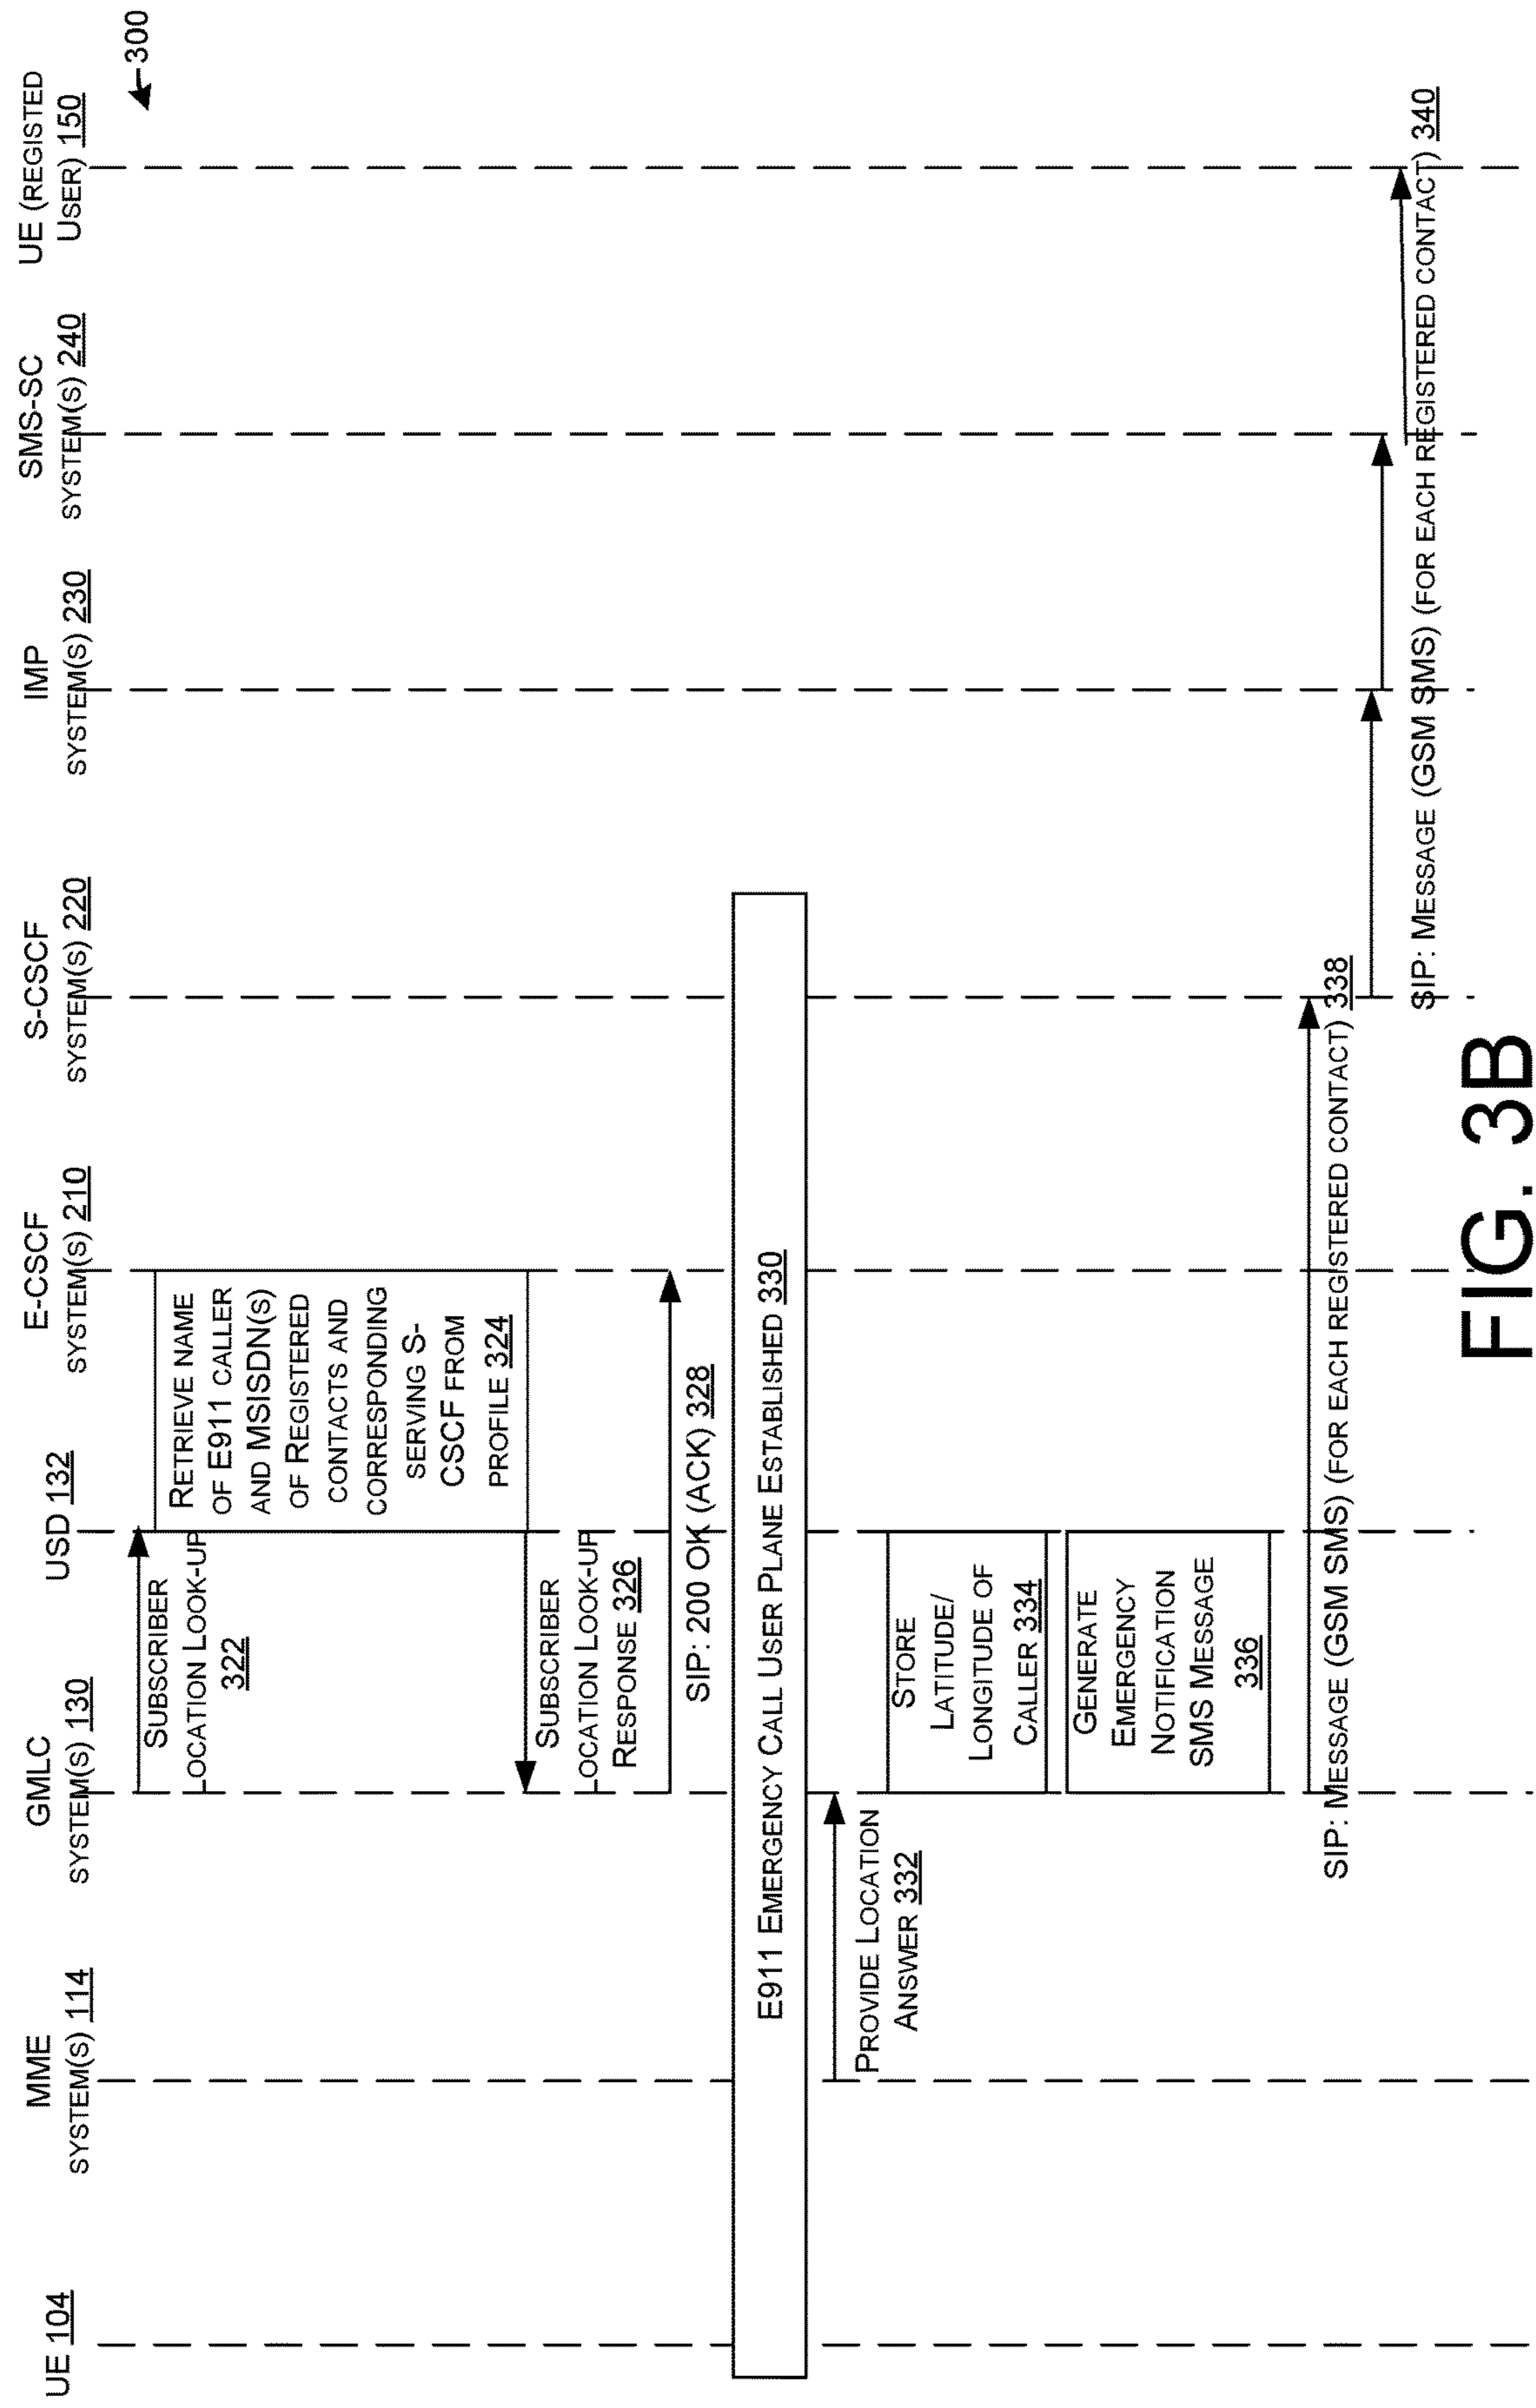 300
UE 104
MME
SYSTEM(S) 114
GMLC
SYSTEM(S) 130
USD 132
E-CSCF
SYSTEM(S) 210
S-CSCF
SYSTEM(S) 220
IMP
SYSTEM(S) 230
SMS-SC
SYSTEM(S) 240
UE (REGISTED
USER) 150
SUBSCRIBER
LOCATION LOOK-UP
322
RETRIEVE NAME
OF E911 CALLER
AND MSISDN(S)
OF REGISTERED
CONTACTS AND
CORRESPONDING
SERVING S-
CSCF FROM
PROFILE 324
SUBSCRIBER
LOCATION LOOK-UP
RESPONSE 326
SIP: 200 OK (ACK) 328
E911 EMERGENCY CALL USER PLANE ESTABLISHED 330
PROVIDE LOCATION
ANSWER 332
STORE
LATITUDE/
LONGITUDE OF
CALLER 334
GENERATE
EMERGENCY
NOTIFICATION
SMS MESSAGE
336
SIP: MESSAGE (GSM SMS) (FOR EACH REGISTERED CONTACT) 338
SIP: MESSAGE (GSM SMS) (FOR EACH REGISTERED CONTACT) 340
FIG. 3B